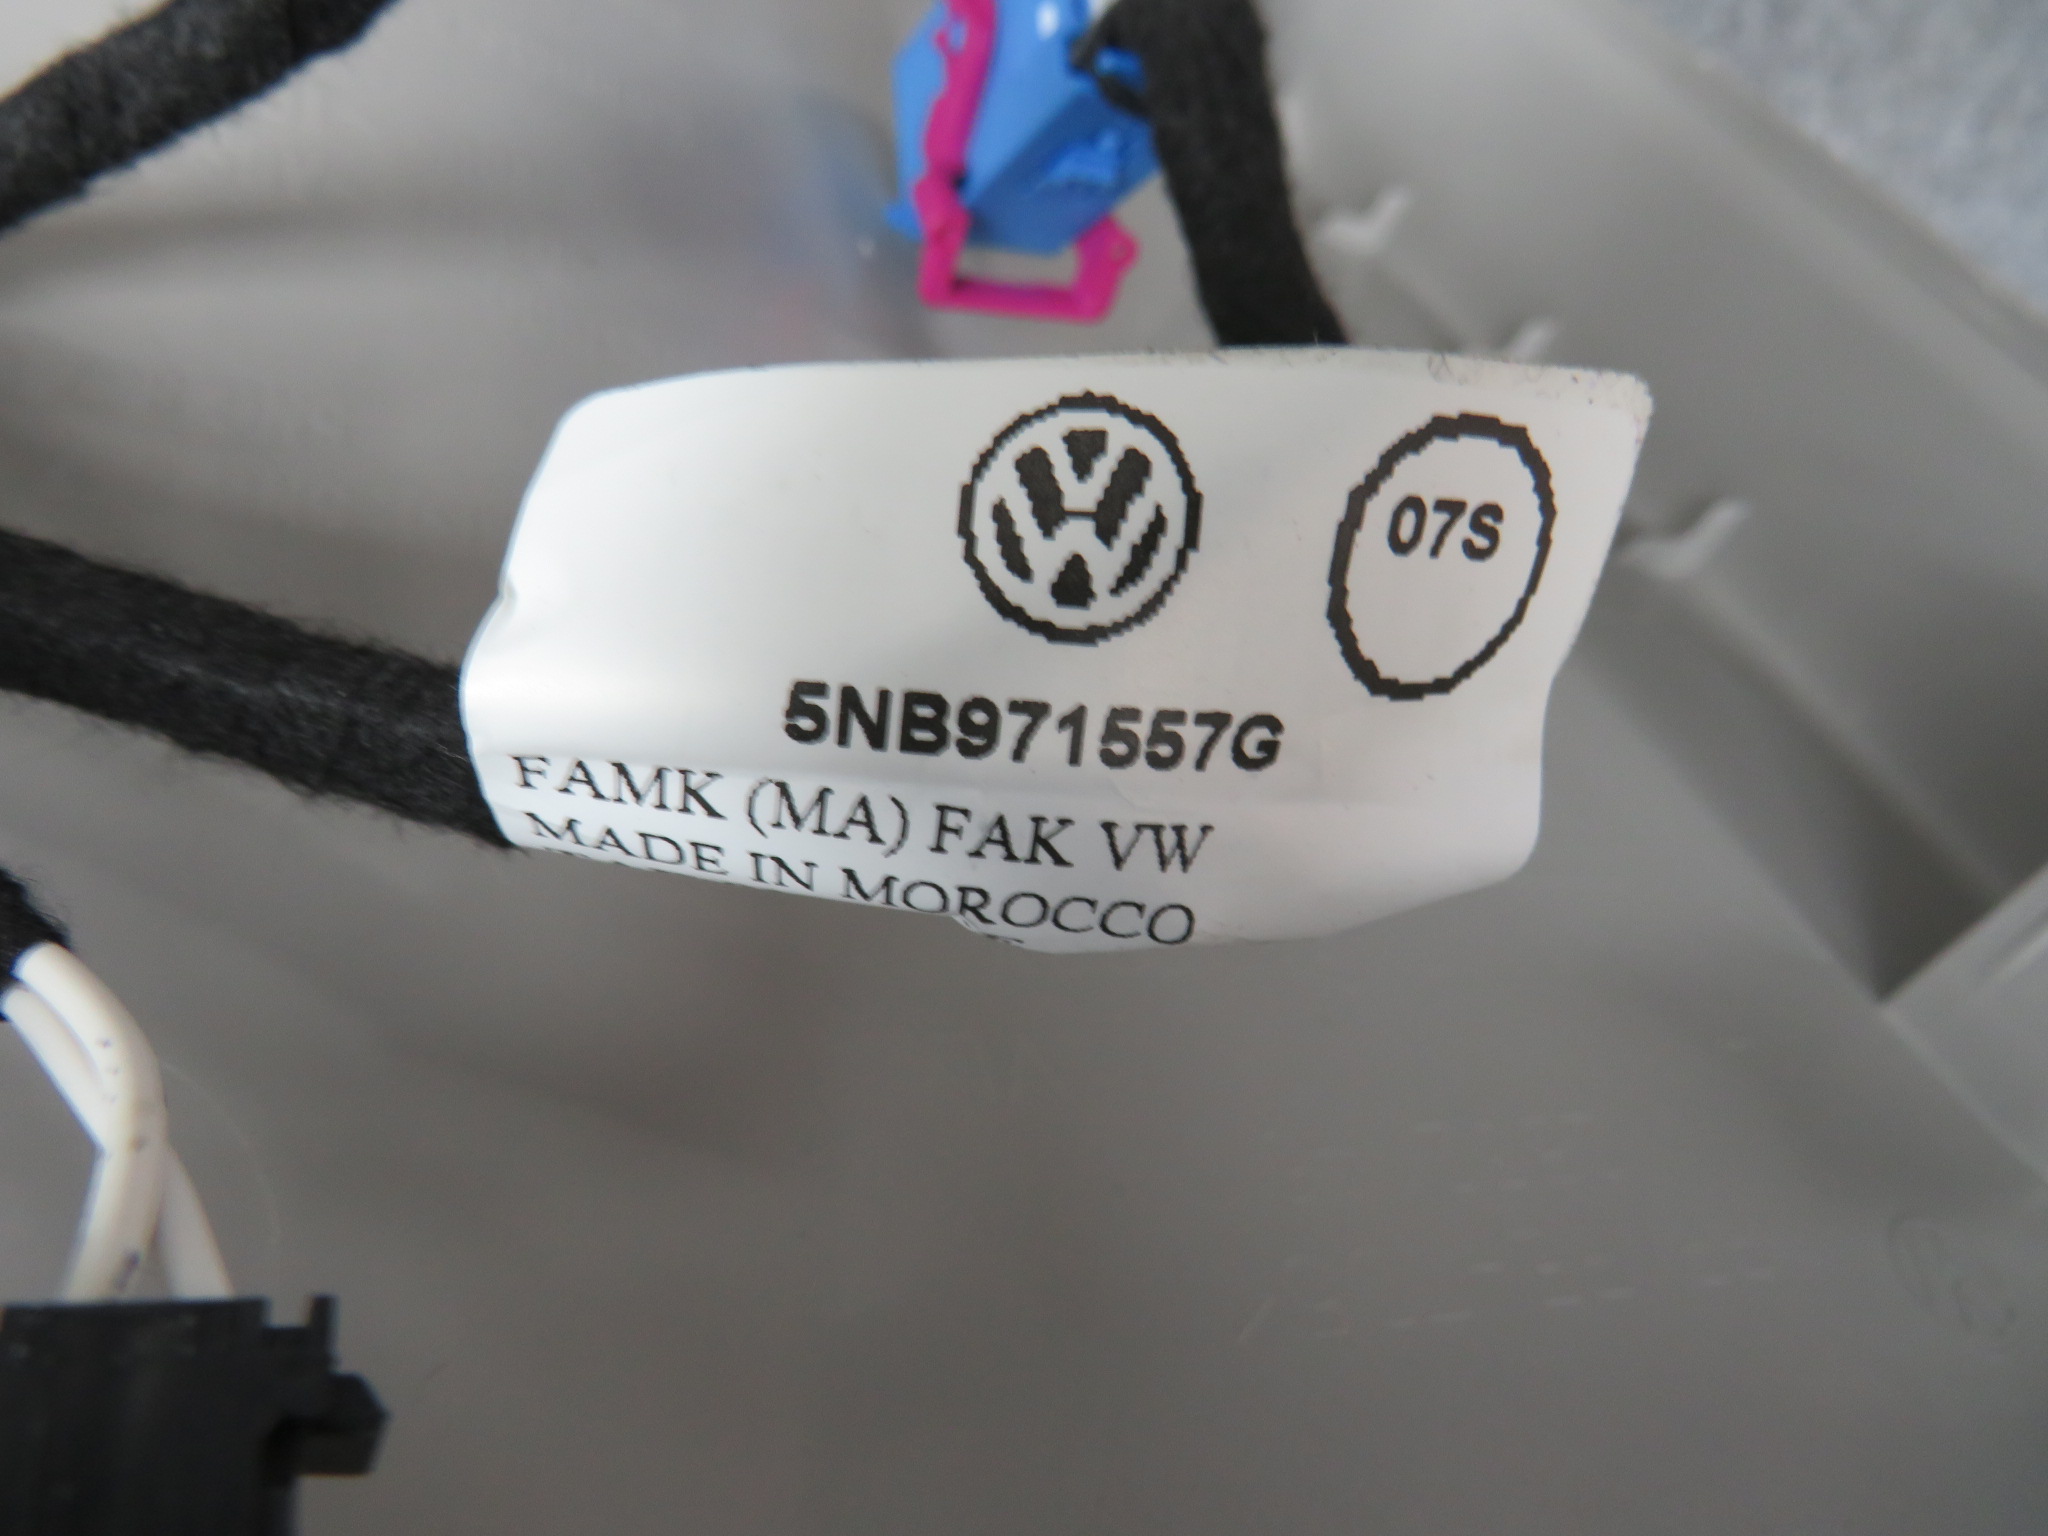 07S
5NB971557G
FAMK (MA) FAK VW
MADE IN MOROCCO